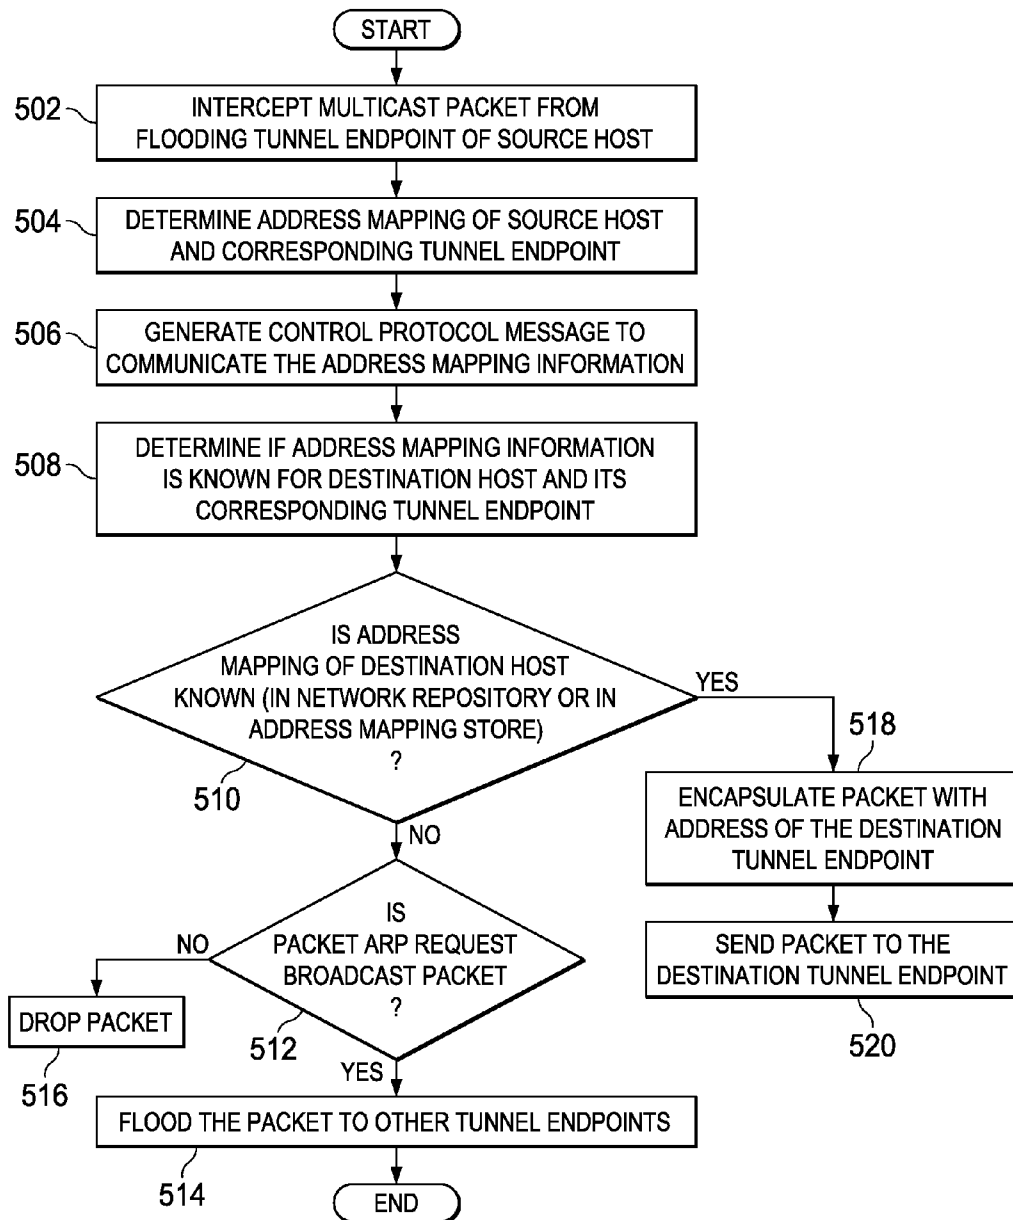 START
502
INTERCEPT MULTICAST PACKET FROM
FLOODING TUNNEL ENDPOINT OF SOURCE HOST
504
DETERMINE ADDRESS MAPPING OF SOURCE HOST
AND CORRESPONDING TUNNEL ENDPOINT
506
GENERATE CONTROL PROTOCOL MESSAGE TO
COMMUNICATE THE ADDRESS MAPPING INFORMATION
508
DETERMINE IF ADDRESS MAPPING INFORMATION
IS KNOWN FOR DESTINATION HOST AND ITS
CORRESPONDING TUNNEL ENDPOINT
IS ADDRESS
MAPPING OF DESTINATION HOST
KNOWN (IN NETWORK REPOSITORY OR IN
ADDRESS MAPPING STORE)
?
510
YES
518
ENCAPSULATE PACKET WITH
ADDRESS OF THE DESTINATION
TUNNEL ENDPOINT
SEND PACKET TO THE
DESTINATION TUNNEL ENDPOINT
520
NO
IS
PACKET ARP REQUEST
BROADCAST PACKET
?
512
NO
DROP PACKET
516
YES
FLOOD THE PACKET TO OTHER TUNNEL ENDPOINTS
514
END